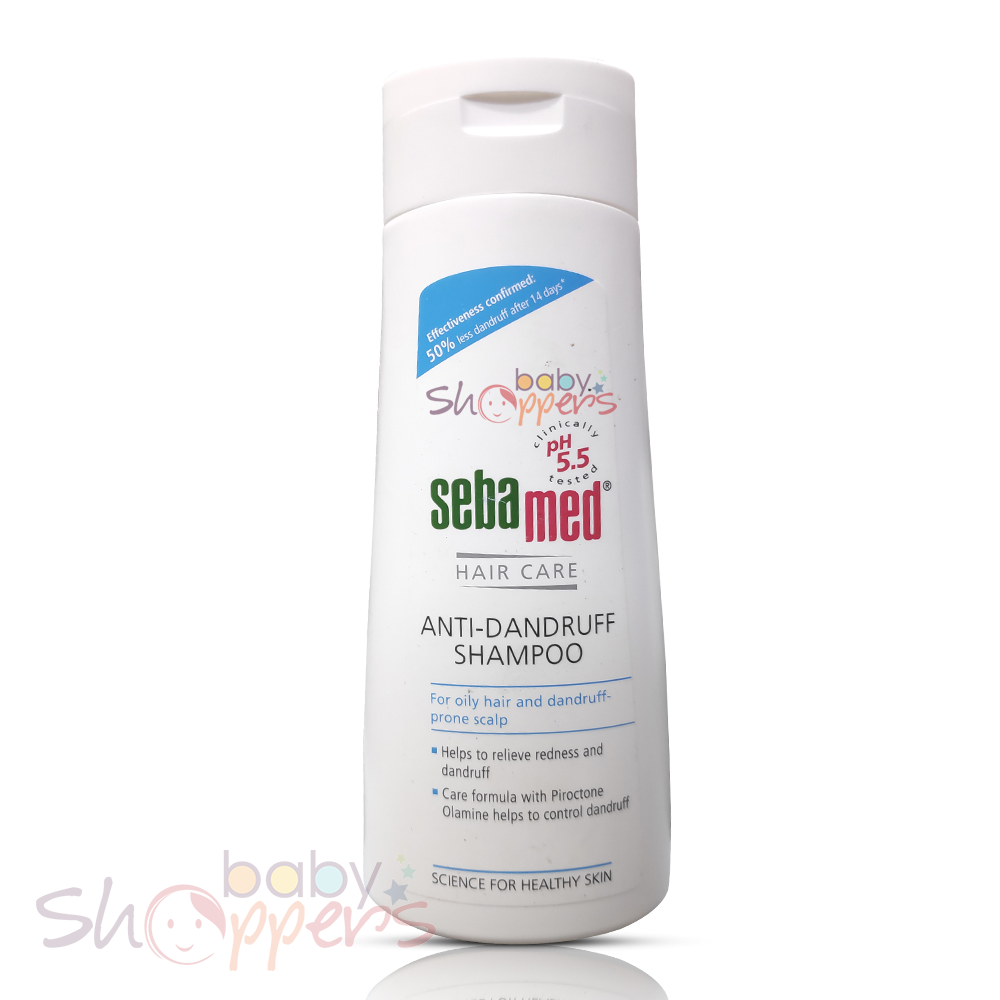 Effectiveness confirmed:
50% less dandruff after 14 days*
baby
Shoppers
clinically
pH
5.5
tested
sebamed®
HAIR CARE
ANTI-DANDRUFF
SHAMPOO
For oily hair and dandruff-
prone scalp
▪ Helps to relieve redness and
dandruff
▪ Care formula with Piroctone
Olamine helps to control dandruff
SCIENCE FOR HEALTHY SKIN
baby
Shoppers